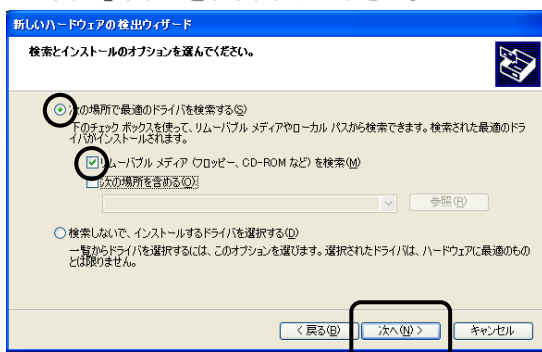 新しいハードウェアの検出ウィザード
検索とインストールのオプションを選んでください。
次の場所で最適のドライバを検索する(S)
下のチェック ボックスを使って、リムーバブル メディアやローカル パスから検索できます。検索された最適のドラ
イバがインストールされます。
リムーバブル メディア (フロッピー、CD-ROM など) を検索(M)
次の場所を含める(O):
参照(R)
検索しないで、インストールするドライバを選択する(D)
一覧からドライバを選択するには、このオプションを選びます。選択されたドライバは、ハードウェアに最適のもの
とは限りません。
< 戻る(B)
次へ(N) >
キャンセル